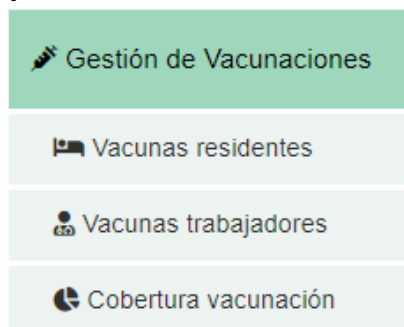 Gestión de Vacunaciones
Vacunas residentes
Vacunas trabajadores
Cobertura vacunación